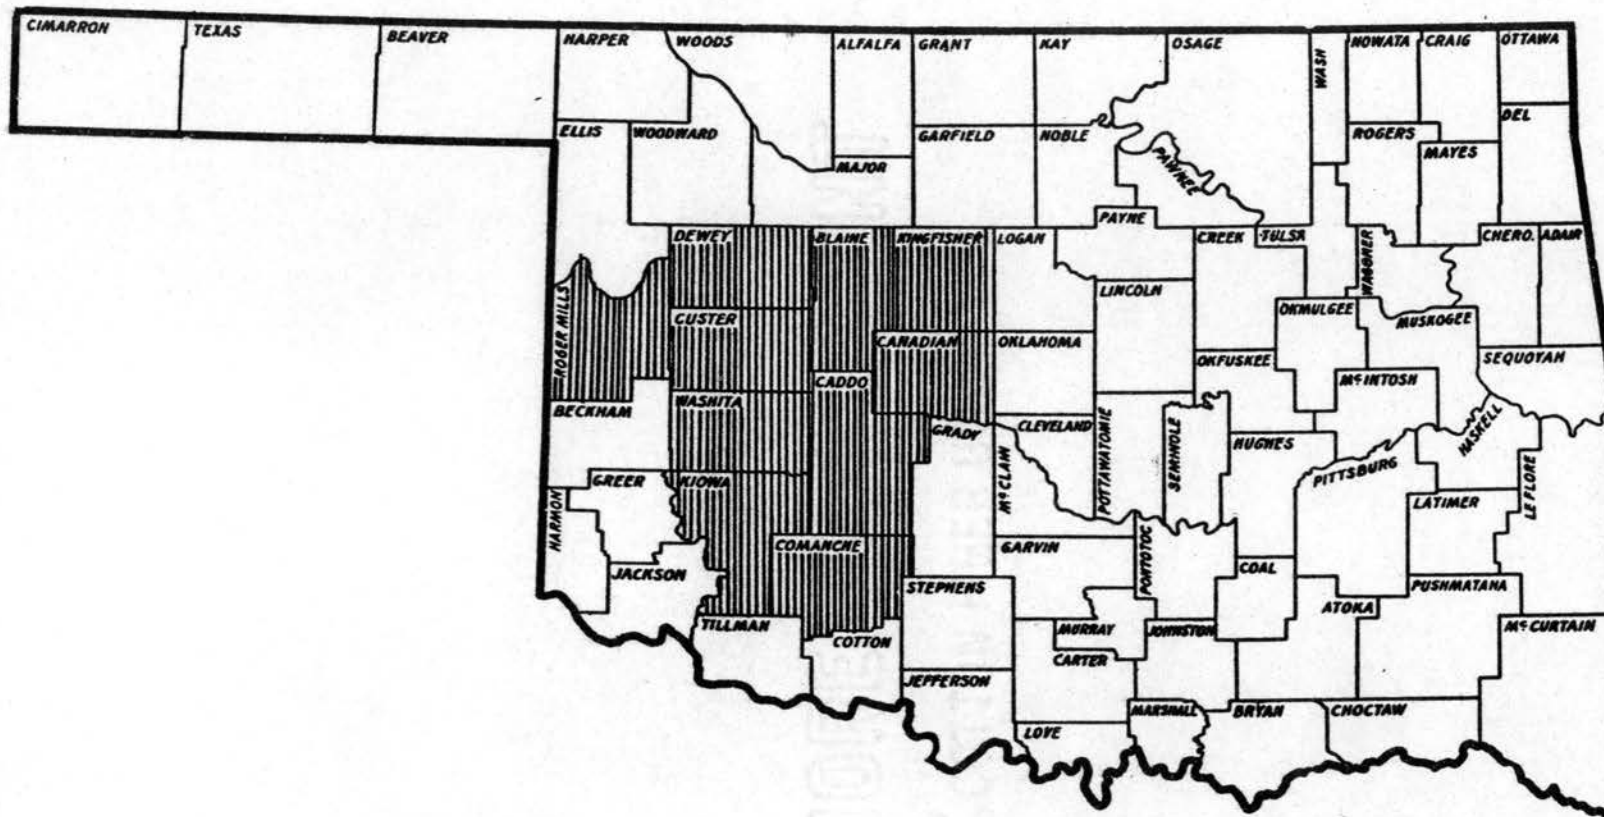 CIMARRON
TEXAS
BEAVER
HARPER
WOODS
ALFALFA
GRANT
KAY
OSAGE
WASH
NOWATA
CRAIG
OTTAWA
ELLIS
WOODWARD
MAJOR
GARFIELD
NOBLE
PAWNEE
ROGERS
MAYES
DEL
PAYNE
DEWEY
BLAINE
KINGFISHER
LOGAN
CREEK
TULSA
WAGONER
CHERO.
ADAIR
ROGER MILLS
CUSTER
CANADIAN
OKLAHOMA
LINCOLN
OKMULGEE
MUSKOGEE
SEQUOYAH
OKFUSKEE
McINTOSH
BECKHAM
WASHITA
CADDO
GRADY
CLEVELAND
McCLAIN
POTTAWATOMIE
SEMINOLE
HUGHES
PITTSBURG
HASKELL
LE FLORE
GREER
KIOWA
HARMON
LATIMER
JACKSON
COMANCHE
STEPHENS
GARVIN
PONTOTOC
COAL
ATOKA
PUSHMATAHA
TILLMAN
COTTON
MURRAY
JOHNSTON
McCURTAIN
JEFFERSON
CARTER
LOVE
MARSHALL
BRYAN
CHOCTAW